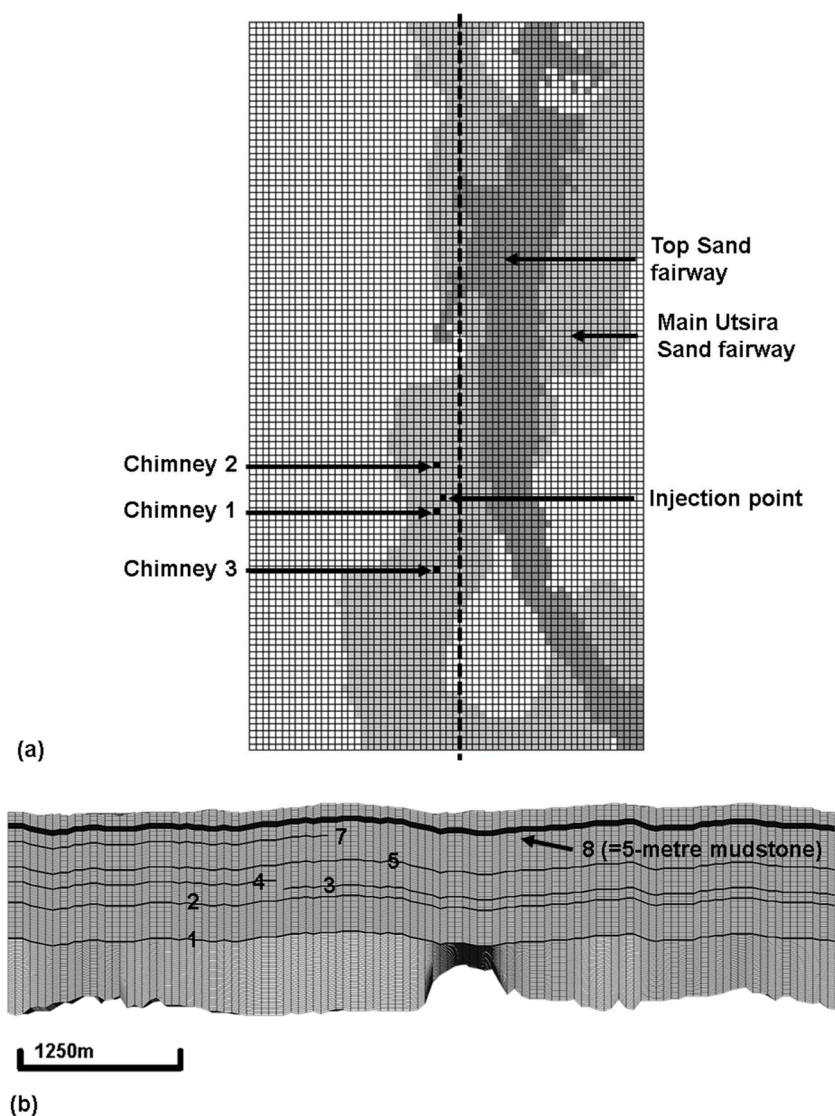 Top Sand
fairway
Main Utsira
Sand fairway
Chimney 2
Injection point
Chimney 1
Chimney 3
(a)
7
8 (=5-metre mudstone)
5
4
3
2
1
1250m
(b)